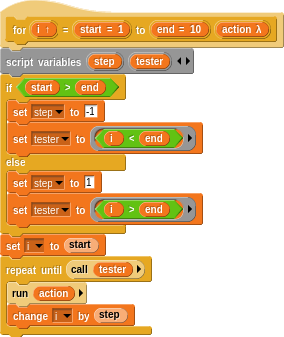 for i ↑ = start = 1 to end = 10 action λ
script variables step tester
if start > end
set step to -1
set tester to i < end
else
set step to 1
set tester to i > end
set i to start
repeat until call tester
run action
change i by step